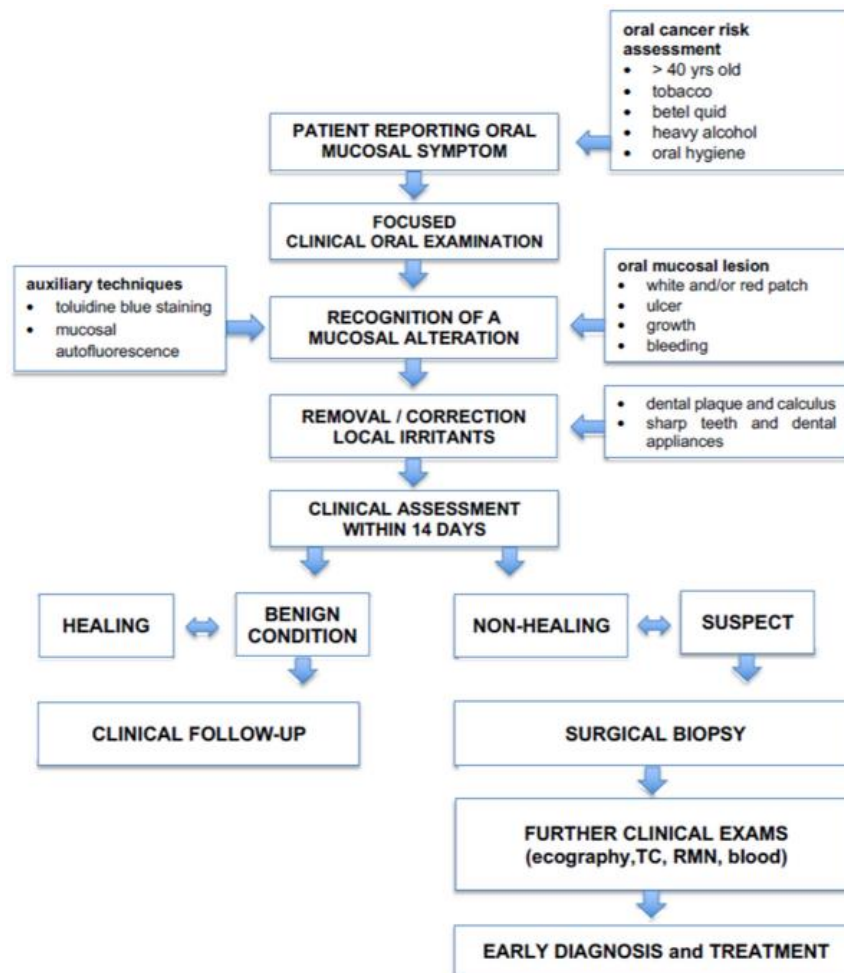 oral cancer risk
assessment
• > 40 yrs old
• tobacco
• betel quid
• heavy alcohol
• oral hygiene
PATIENT REPORTING ORAL
MUCOSAL SYMPTOM
FOCUSED
CLINICAL ORAL EXAMINATION
auxiliary techniques
• toluidine blue staining
• mucosal
autofluorescence
RECOGNITION OF A
MUCOSAL ALTERATION
oral mucosal lesion
• white and/or red patch
• ulcer
• growth
• bleeding
REMOVAL / CORRECTION
LOCAL IRRITANTS
• dental plaque and calculus
• sharp teeth and dental
appliances
CLINICAL ASSESSMENT
WITHIN 14 DAYS
HEALING
BENIGN
CONDITION
NON-HEALING
SUSPECT
CLINICAL FOLLOW-UP
SURGICAL BIOPSY
FURTHER CLINICAL EXAMS
(ecography,TC, RMN, blood)
EARLY DIAGNOSIS and TREATMENT